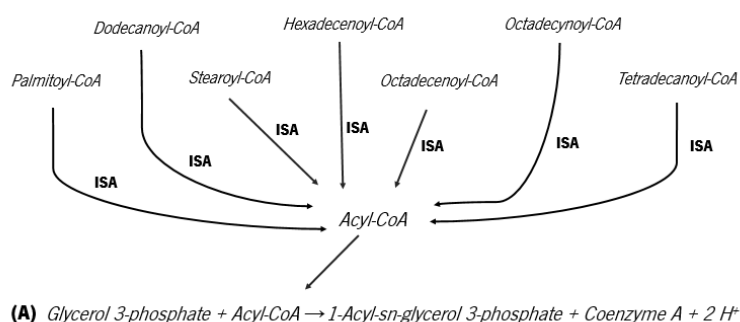 Dodecanoyl-CoA
Hexadecenoyl-CoA
Octadecynoyl-CoA
Palmitoyl-CoA
Stearoyl-CoA
Octadecenoyl-CoA
Tetradecanoyl-CoA
ISA
ISA
ISA
ISA
ISA
ISA
ISA
Acyl-CoA
(A) Glycerol 3-phosphate + Acyl-CoA → 1-Acyl-sn-glycerol 3-phosphate + Coenzyme A + 2 H⁺